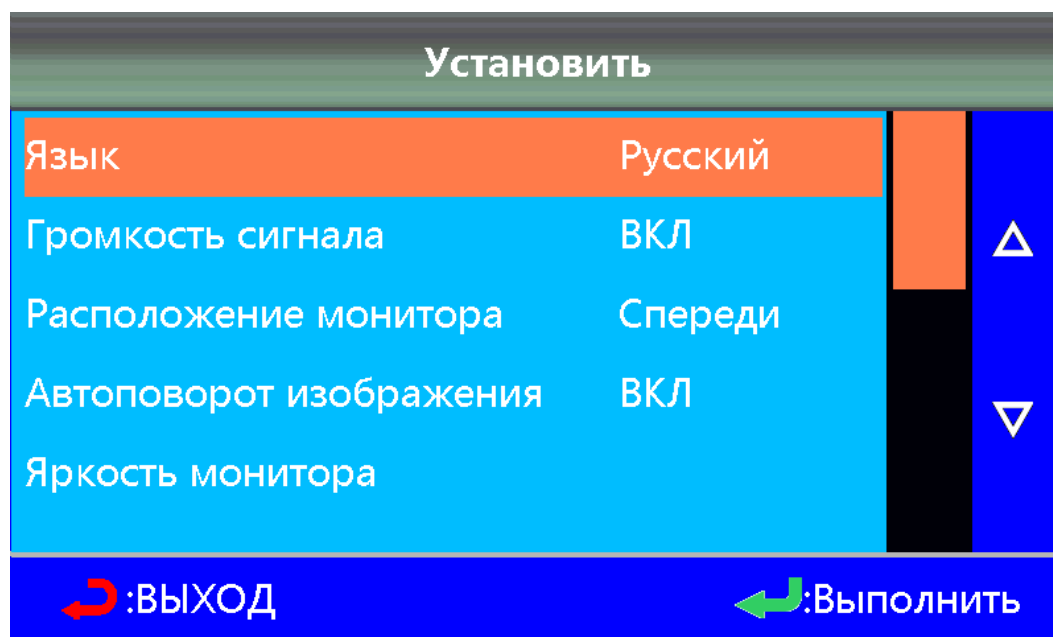 Установить
Язык Русский
Громкость сигнала ВКЛ
Расположение монитора Спереди
Автоповорот изображения ВКЛ
Яркость монитора
:ВЫХОД :Выполнить